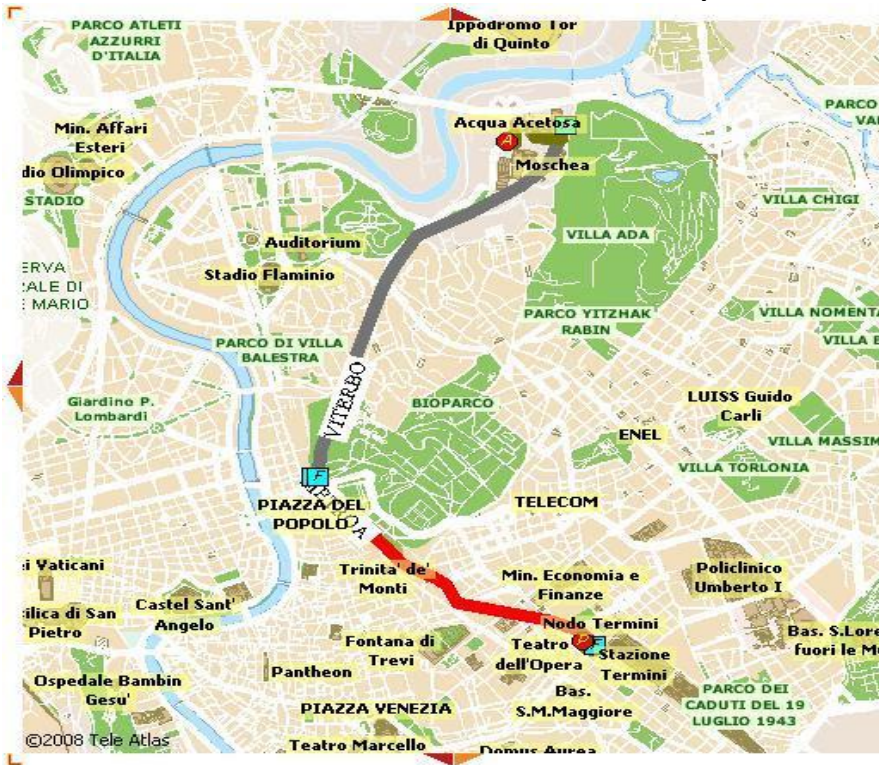 PARCO ATLETI
AZZURRI
D'ITALIA
Ippodromo Tor
di Quinto
Min. Affari
Esteri
dio Olimpico
STADIO
Acqua Acetosa
A
Moschea
PARCO
VILLA CHIGI
VILLA ADA
Auditorium
Stadio Flaminio
ERVA
RALE DI
E MARIO
PARCO DI VILLA
BALESTRA
PARCO YITZHAK
RABIN
VILLA NOMENTA
VILLA
VITERBO
Giardino P.
Lombardi
BIOPARCO
LUISS Guido
Carli
ENEL
VILLA MASSIM
VILLA TORLONIA
F
PIAZZA DEL
POPOLO
TELECOM
ei Vaticani
Trinita' de'
Monti
Min. Economia e
Finanze
Policlinico
Umberto I
silica di San
Pietro
Castel Sant'
Angelo
Nodo Termini
P
F
Fontana di
Trevi
Teatro
dell'Opera
Stazione
Termini
Bas. S.Lore
fuori le M
Pantheon
Ospedale Bambin
Gesu'
Bas.
S.M.Maggiore
PARCO DEI
CADUTI DEL 19
LUGLIO 1943
PIAZZA VENEZIA
Teatro Marcello
Domus Aurea
©2008 Tele Atlas